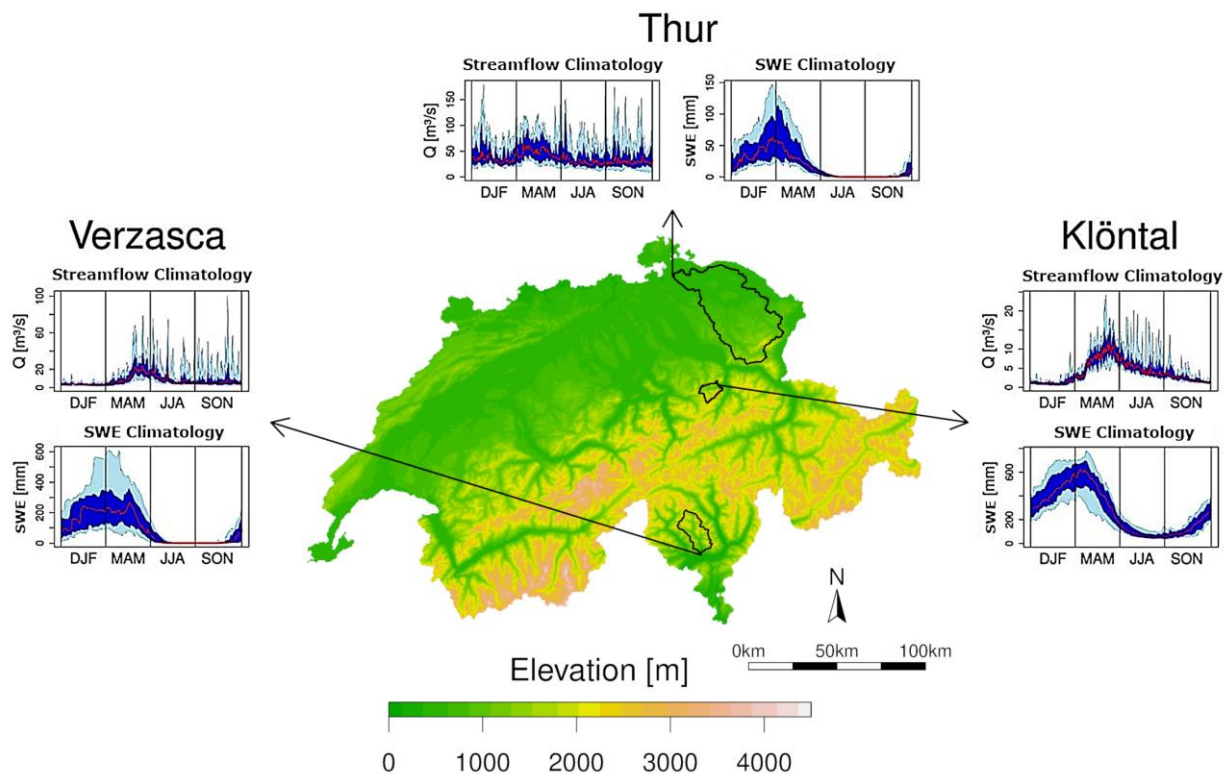 Thur
Streamflow Climatology
SWE Climatology
Q [m³/s]
0 50 100 150
DJF MAM JJA SON
SWE [mm]
0 50 100 150
DJF MAM JJA SON
Verzasca
Streamflow Climatology
Q [m³/s]
0 20 40 60 80 100
DJF MAM JJA SON
SWE Climatology
SWE [mm]
0 200 400 600
DJF MAM JJA SON
Klöntal
Streamflow Climatology
Q [m³/s]
0 5 10 20
DJF MAM JJA SON
SWE Climatology
SWE [mm]
0 200 600
DJF MAM JJA SON
N
0km 50km 100km
Elevation [m]
0 1000 2000 3000 4000